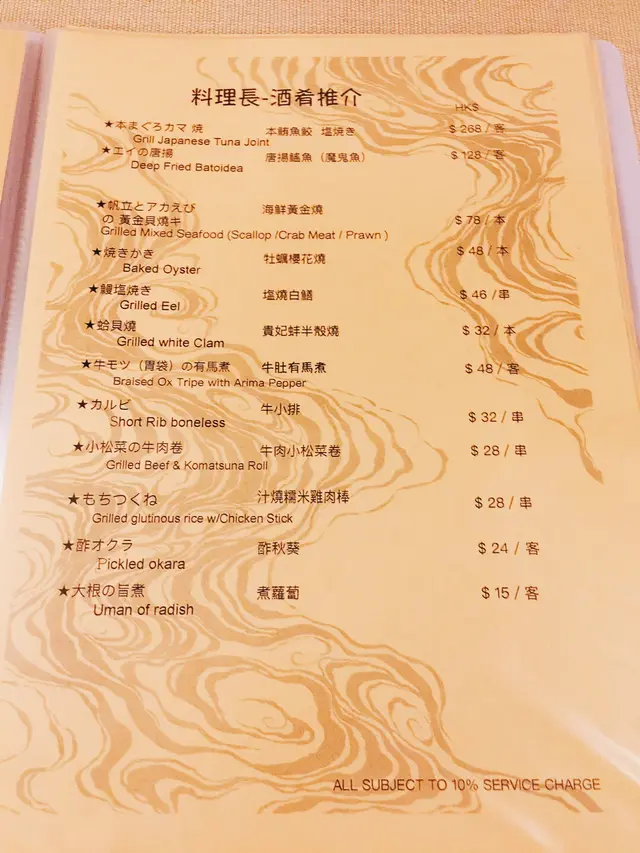 料理長-酒肴推介
HK$
★本まぐろカマ 焼 本鮪魚鮫 塩焼き $ 268 / 客
Grill Japanese Tuna Joint
★エイの唐揚 唐揚鰩魚（魔鬼魚） $ 128 / 客
Deep Fried Batoidea
★帆立とアカえび 海鮮黃金燒
の 黃金貝燒キ $ 78 / 本
Grilled Mixed Seafood (Scallop /Crab Meat / Prawn )
★焼きかき 牡蠣櫻花燒 $ 48 / 本
Baked Oyster
★鰻塩焼き 塩燒白鱔 $ 46 / 串
Grilled Eel
★蛤貝燒 貴妃蚌半殼燒 $ 32 / 本
Grilled white Clam
★牛モツ（胃袋）の有馬煮 牛肚有馬煮 $ 48 / 客
Braised Ox Tripe with Arima Pepper
★カルビ 牛小排 $ 32 / 串
Short Rib boneless
★小松菜の牛肉卷 牛肉小松菜卷 $ 28 / 串
Grilled Beef & Komatsuna Roll
★もちつくね 汁燒糯米雞肉棒 $ 28 / 串
Grilled glutinous rice w/Chicken Stick
★酢オクラ 酢秋葵 $ 24 / 客
Pickled okara
★大根の旨煮 煮蘿蔔 $ 15 / 客
Uman of radish
ALL SUBJECT TO 10% SERVICE CHARGE